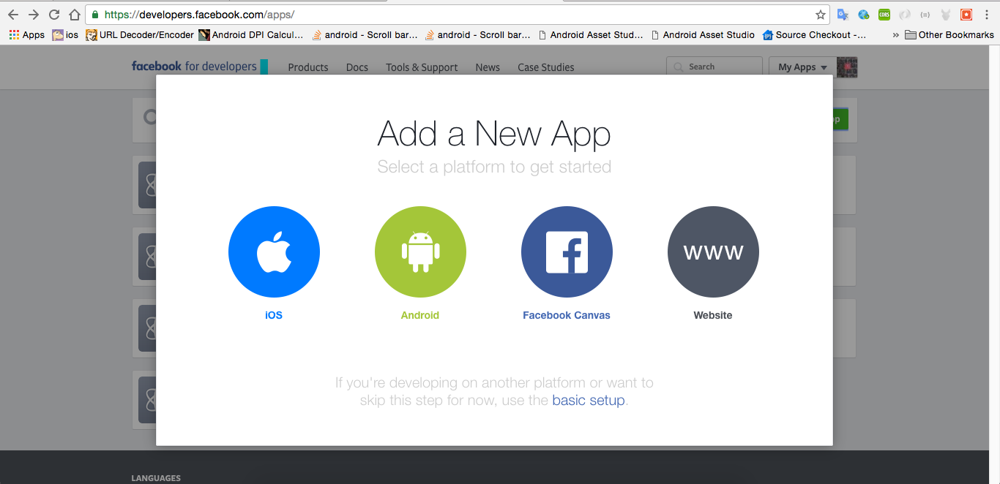 https://developers.facebook.com/apps/
CORS
Apps ios URL Decoder/Encoder Android DPI Calcul... android - Scroll bar... android - Scroll bar... Android Asset Stud... Android Asset Studio Source Checkout -... » Other Bookmarks
facebook for developers Products Docs Tools & Support News Case Studies Search My Apps
p
Add a New App
Select a platform to get started
www
iOS Android Facebook Canvas Website
If you're developing on another platform or want to
skip this step for now, use the basic setup.
LANGUAGES